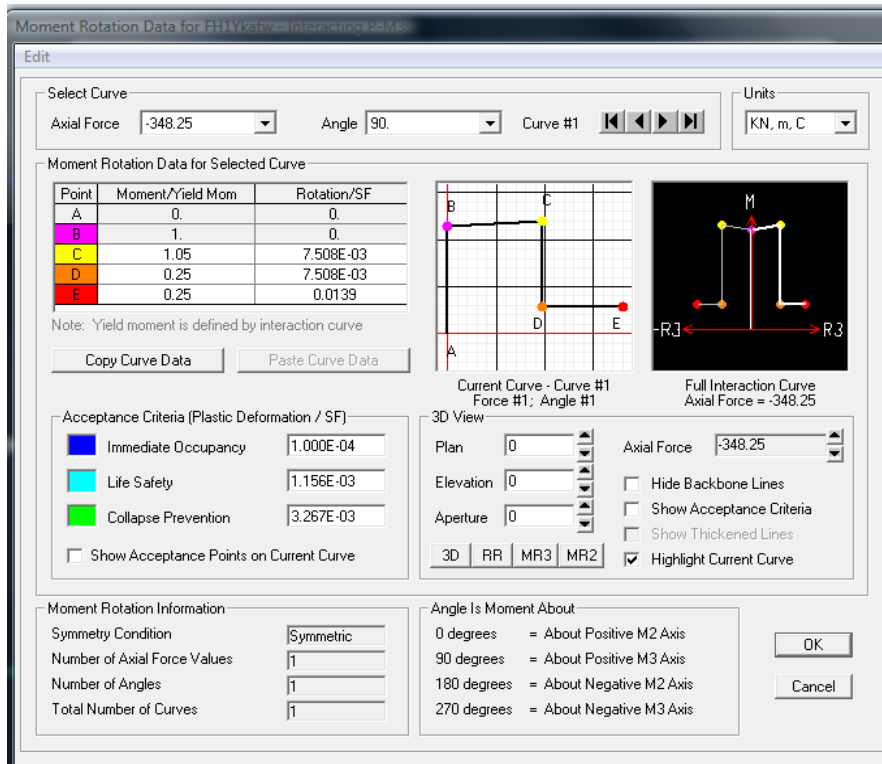 Moment Rotation Data for FH1Ykatw - Interacting P-M3
Edit
Select Curve
Axial Force -348.25 Angle 90. Curve #1
Units
KN, m, C
Moment Rotation Data for Selected Curve
Point Moment/Yield Mom Rotation/SF
A 0. 0.
B 1. 0.
C 1.05 7.508E-03
D 0.25 7.508E-03
E 0.25 0.0139
Note: Yield moment is defined by interaction curve
Copy Curve Data Paste Curve Data
B C
D E
A
Current Curve - Curve #1
Force #1; Angle #1
M
-R3 R3
Full Interaction Curve
Axial Force = -348.25
Acceptance Criteria (Plastic Deformation / SF)
Immediate Occupancy 1.000E-04
Life Safety 1.156E-03
Collapse Prevention 3.267E-03
Show Acceptance Points on Current Curve
3D View
Plan 0
Elevation 0
Aperture 0
3D RR MR3 MR2
Axial Force -348.25
Hide Backbone Lines
Show Acceptance Criteria
Show Thickened Lines
Highlight Current Curve
Moment Rotation Information
Symmetry Condition Symmetric
Number of Axial Force Values 1
Number of Angles 1
Total Number of Curves 1
Angle Is Moment About
0 degrees = About Positive M2 Axis
90 degrees = About Positive M3 Axis
180 degrees = About Negative M2 Axis
270 degrees = About Negative M3 Axis
OK
Cancel